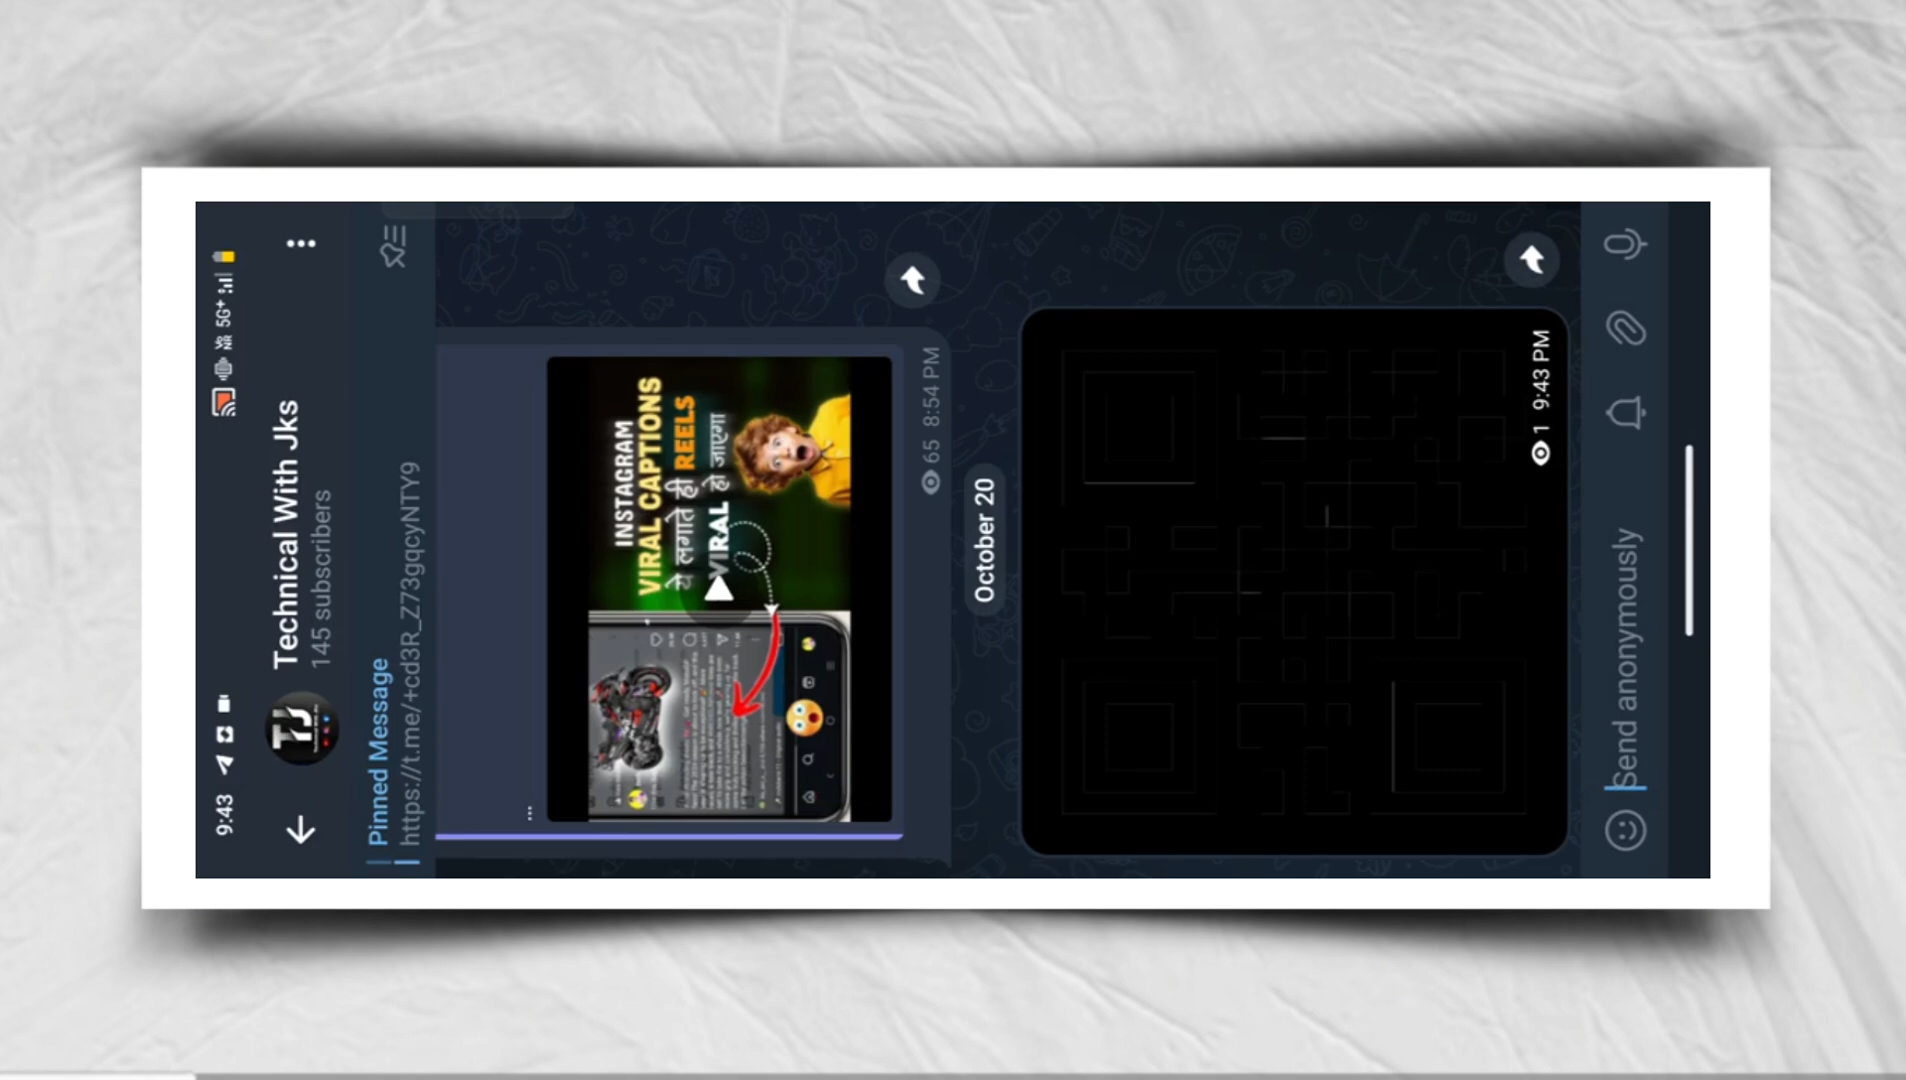 9:43
5G+
Technical With Jks
145 subscribers
Pinned Message
https://t.me/+cd3R_Z73gqcyNTY9
...
INSTAGRAM
VIRAL CAPTIONS
ये लगाते ही REELS
VIRAL हो जाएगा
65 8:54 PM
October 20
1 9:43 PM
Send anonymously